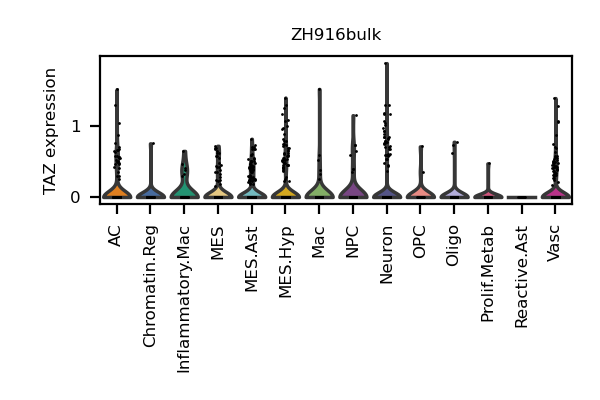 ZH916bulk
TAZ expression
1
0
AC
Chromatin.Reg
Inflammatory.Mac
MES
MES.Ast
MES.Hyp
Mac
NPC
Neuron
OPC
Oligo
Prolif.Metab
Reactive.Ast
Vasc